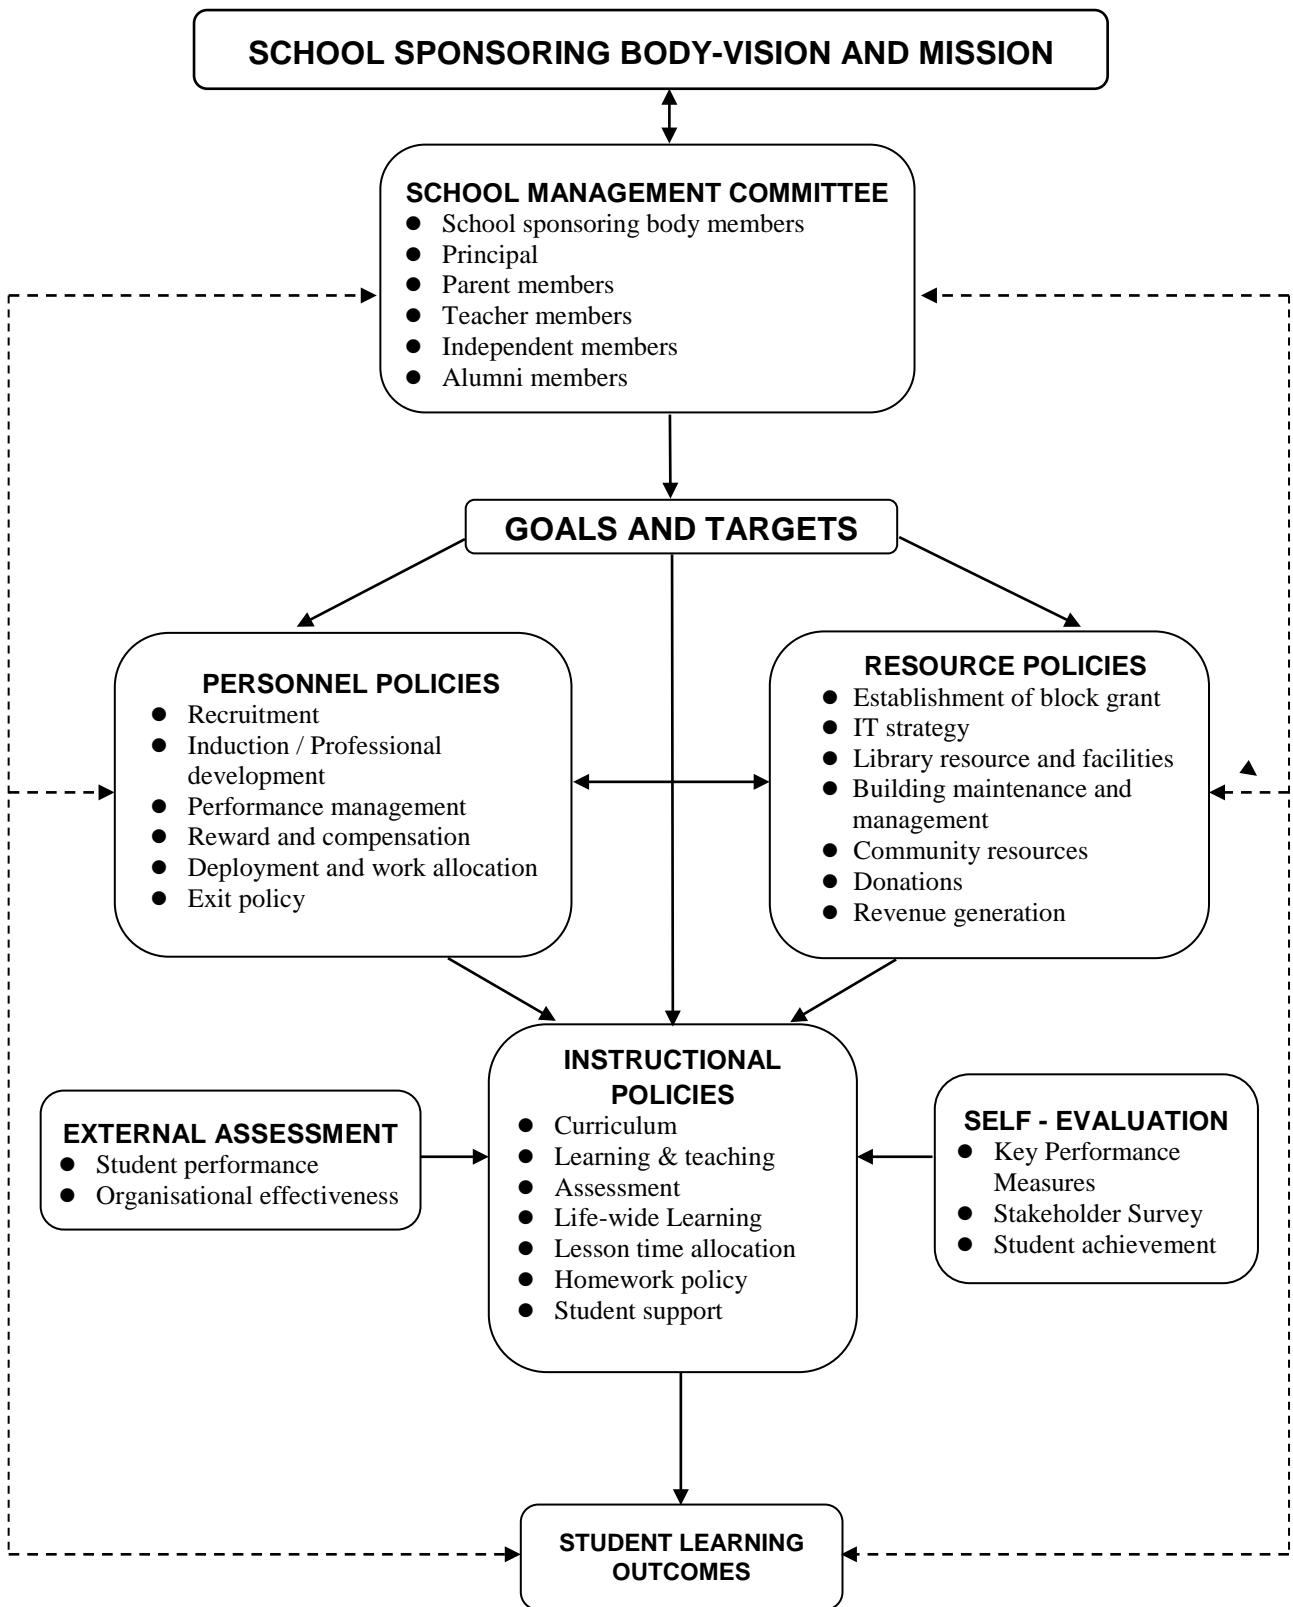 SCHOOL SPONSORING BODY-VISION AND MISSION
SCHOOL MANAGEMENT COMMITTEE
● School sponsoring body members
● Principal
● Parent members
● Teacher members
● Independent members
● Alumni members
GOALS AND TARGETS
PERSONNEL POLICIES
● Recruitment
● Induction / Professional
development
● Performance management
● Reward and compensation
● Deployment and work allocation
● Exit policy
RESOURCE POLICIES
● Establishment of block grant
● IT strategy
● Library resource and facilities
● Building maintenance and
management
● Community resources
● Donations
● Revenue generation
INSTRUCTIONAL
POLICIES
● Curriculum
● Learning & teaching
● Assessment
● Life-wide Learning
● Lesson time allocation
● Homework policy
● Student support
EXTERNAL ASSESSMENT
● Student performance
● Organisational effectiveness
SELF - EVALUATION
● Key Performance
Measures
● Stakeholder Survey
● Student achievement
STUDENT LEARNING
OUTCOMES